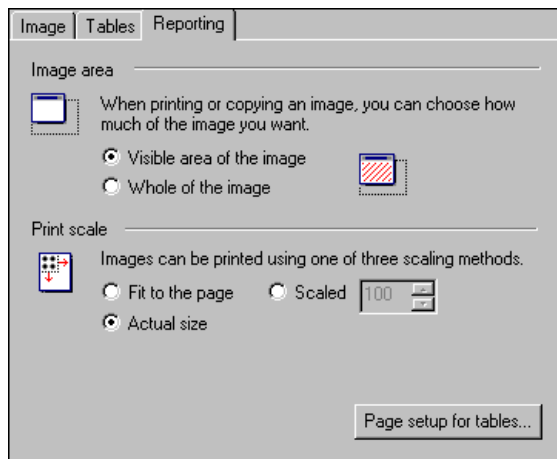 Image Tables Reporting
Image area
When printing or copying an image, you can choose how
much of the image you want.
Visible area of the image
Whole of the image
Print scale
Images can be printed using one of three scaling methods.
Fit to the page Scaled 100
Actual size
Page setup for tables...